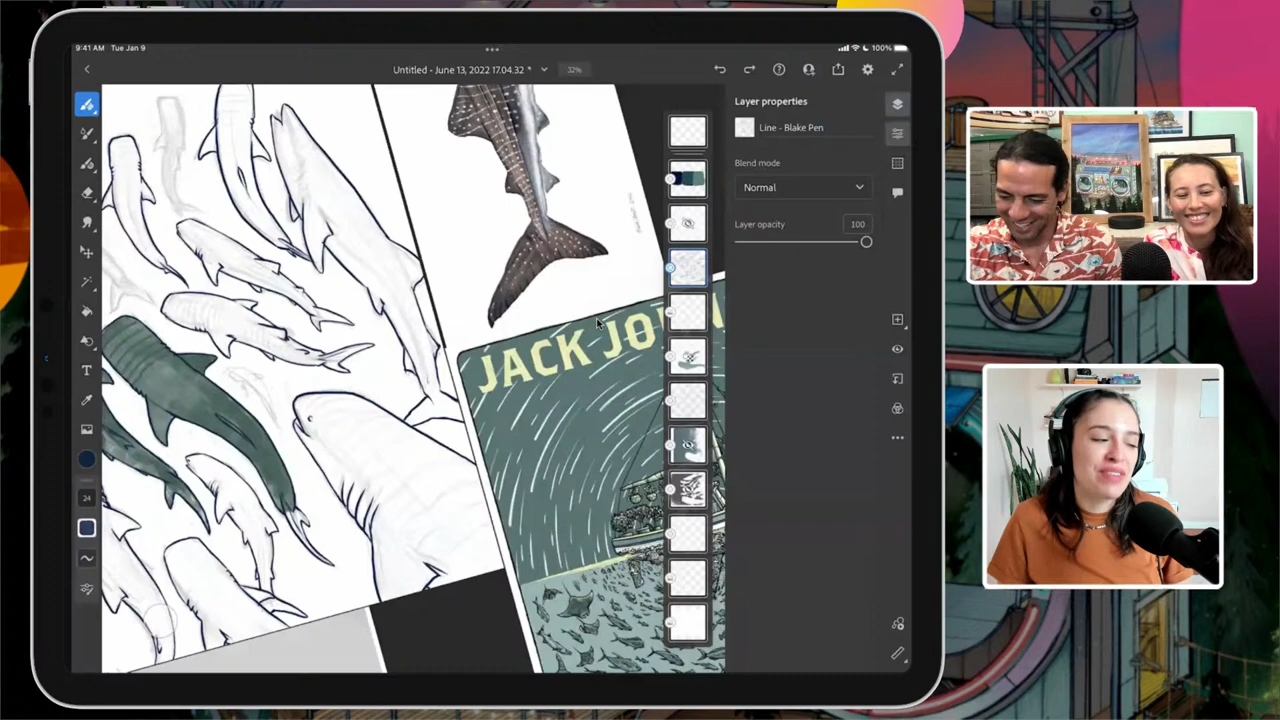 9:41 AM Tue Jan 9
100%
Untitled - June 13, 2022 17.04.32 *
32%
Layer properties
Line - Blake Pen
Blend mode
Normal
Layer opacity
100
T
24
JACK JO